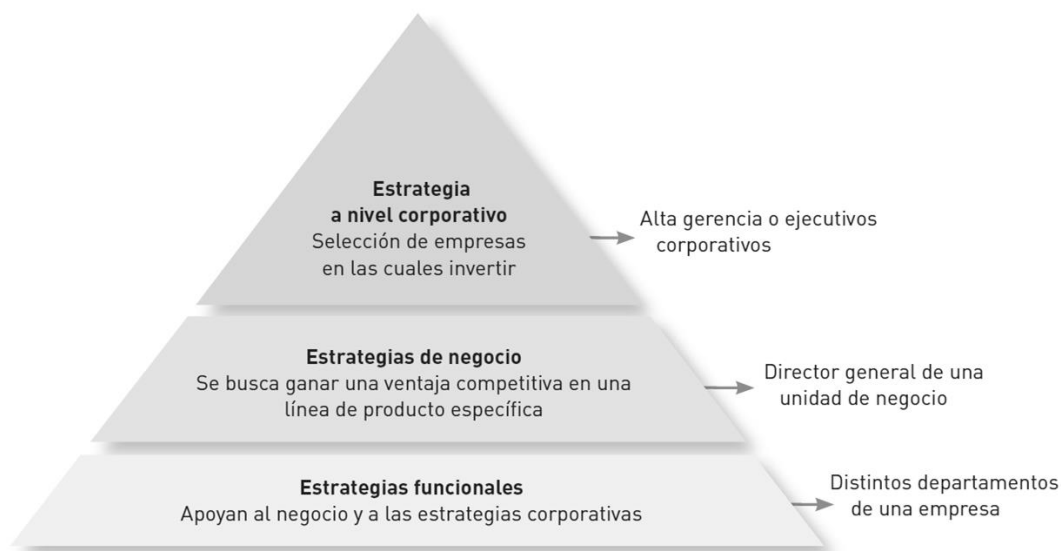 Estrategia
a nivel corporativo
Selección de empresas
en las cuales invertir
Alta gerencia o ejecutivos
corporativos
Estrategias de negocio
Se busca ganar una ventaja competitiva en una
línea de producto específica
Director general de una
unidad de negocio
Estrategias funcionales
Apoyan al negocio y a las estrategias corporativas
Distintos departamentos
de una empresa